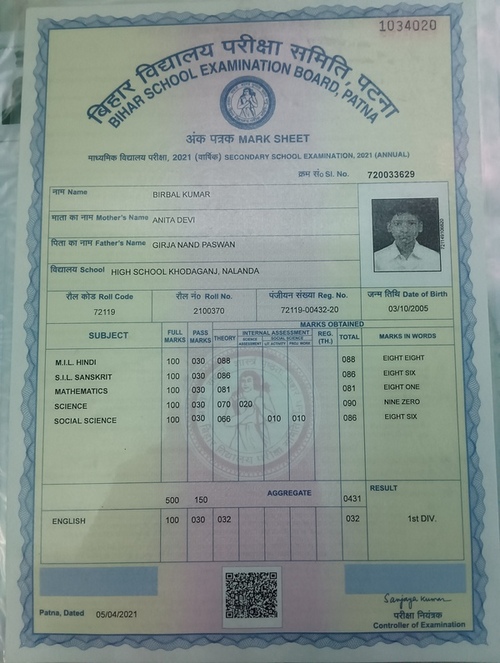 1034020
बिहार विद्यालय परीक्षा समिति, पटना
BIHAR SCHOOL EXAMINATION BOARD, PATNA
अंक पत्रक MARK SHEET
माध्यमिक विद्यालय परीक्षा, 2021 (वार्षिक) SECONDARY SCHOOL EXAMINATION, 2021 (ANNUAL)
क्रम सं० Sl. No. 720033629
नाम Name BIRBAL KUMAR
माता का नाम Mother's Name ANITA DEVI
पिता का नाम Father's Name GIRJA NAND PASWAN
विद्यालय School HIGH SCHOOL KHODAGANJ, NALANDA
रौल कोड Roll Code रौल नं० Roll No. पंजीयन संख्या Reg. No. जन्म तिथि Date of Birth
72119 2100370 72119-00432-20 03/10/2005
MARKS OBTAINED
SUBJECT FULL MARKS PASS MARKS THEORY INTERNAL ASSESSMENT REG. (TH.) TOTAL MARKS IN WORDS
SCIENCE SOCIAL SCIENCE
M.I.L. HINDI 100 030 088 088 EIGHT EIGHT
S.I.L. SANSKRIT 100 030 086 086 EIGHT SIX
MATHEMATICS 100 030 081 081 EIGHT ONE
SCIENCE 100 030 070 020 090 NINE ZERO
SOCIAL SCIENCE 100 030 066 010 010 086 EIGHT SIX
500 150 AGGREGATE 0431 RESULT
ENGLISH 100 030 032 032 1st DIV.
Patna, Dated 05/04/2021
Sanjaya Kumar
परीक्षा नियंत्रक
Controller of Examination